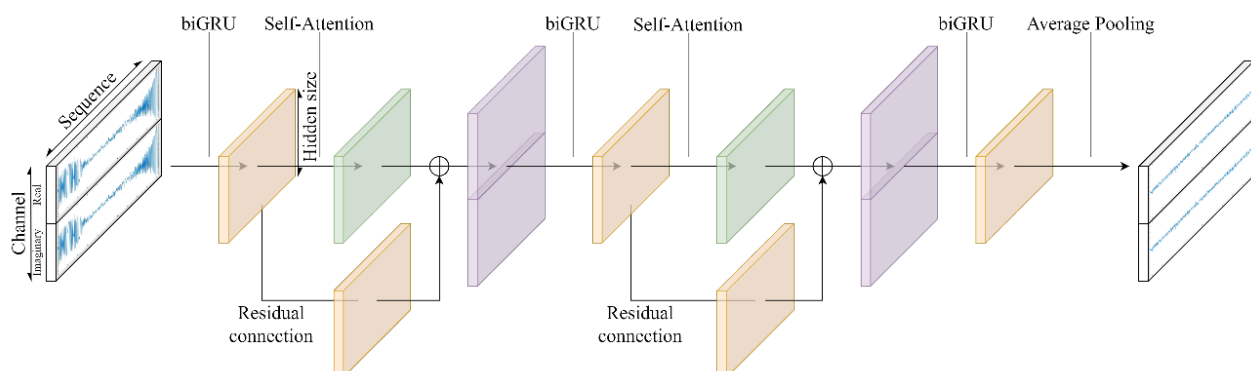 biGRU
Self-Attention
biGRU
Self-Attention
biGRU
Average Pooling
Sequence
Hidden size
Channel
Real
Imaginary
Residual
connection
Residual
connection